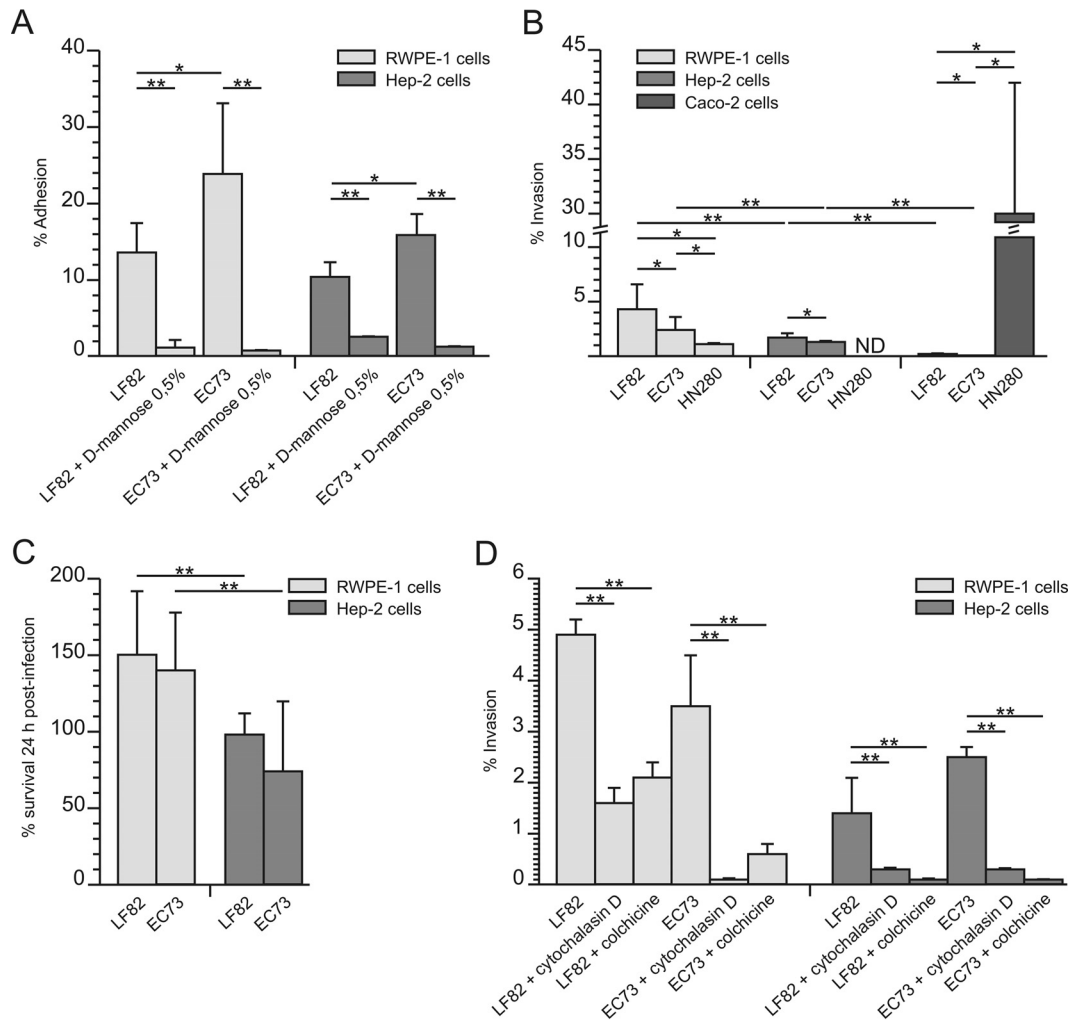 A
% Adhesion
40
30
20
10
0
RWPE-1 cells
Hep-2 cells
*
**
**
*
**
**
LF82
LF82 + D-mannose 0,5%
EC73
EC73 + D-mannose 0,5%
LF82
LF82 + D-mannose 0,5%
EC73
EC73 + D-mannose 0,5%
B
% Invasion
45
40
35
30
10
5
RWPE-1 cells
Hep-2 cells
Caco-2 cells
*
*
*
**
**
**
**
*
*
*
*
ND
LF82
EC73
HN280
LF82
EC73
HN280
LF82
EC73
HN280
C
% survival 24 h post-infection
200
150
100
50
0
RWPE-1 cells
Hep-2 cells
**
**
LF82
EC73
LF82
EC73
D
% Invasion
6
5
4
3
2
1
0
RWPE-1 cells
Hep-2 cells
**
**
**
**
**
**
**
**
LF82
LF82 + cytochalasin D
LF82 + colchicine
EC73
EC73 + cytochalasin D
EC73 + colchicine
LF82
LF82 + cytochalasin D
LF82 + colchicine
EC73
EC73 + cytochalasin D
EC73 + colchicine